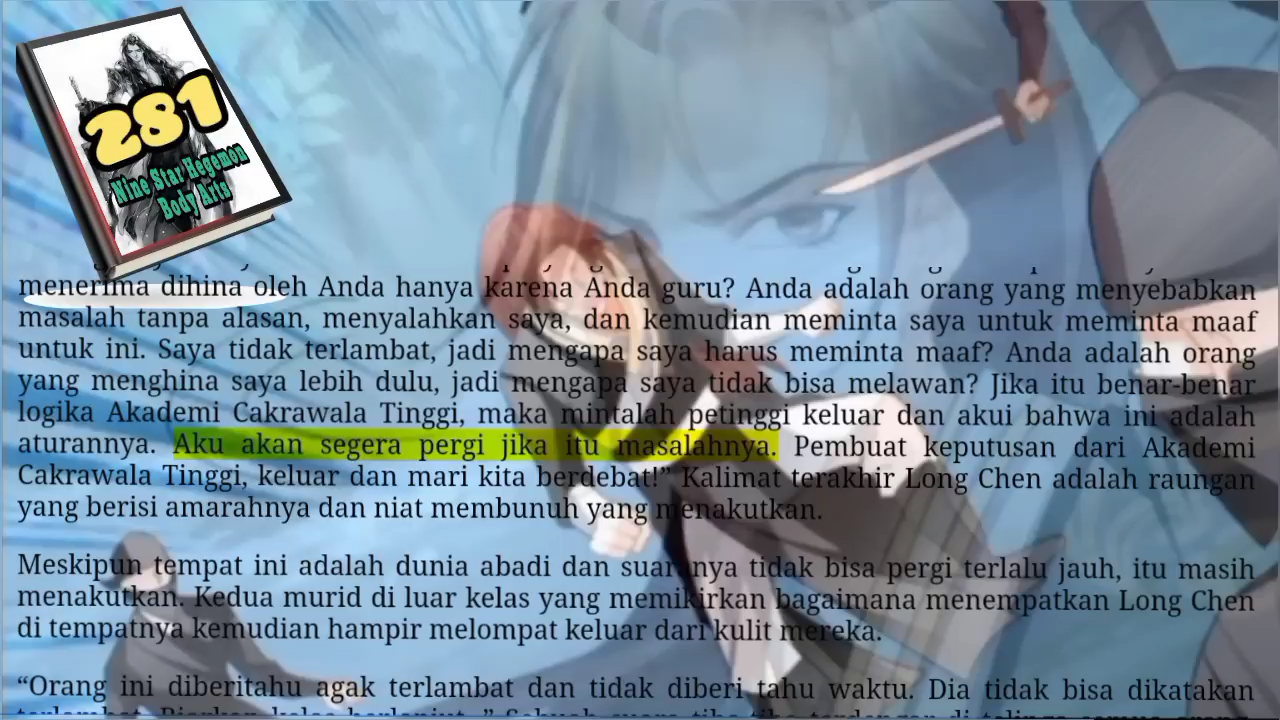 281
Nine Star Hegemon
Body Arts
menerima dihina oleh Anda hanya karena Anda guru? Anda adalah orang yang menyebabkan
masalah tanpa alasan, menyalahkan saya, dan kemudian meminta saya untuk meminta maaf
untuk ini. Saya tidak terlambat, jadi mengapa saya harus meminta maaf? Anda adalah orang
yang menghina saya lebih dulu, jadi mengapa saya tidak bisa melawan? Jika itu benar-benar
logika Akademi Cakrawala Tinggi, maka mintalah petinggi keluar dan akui bahwa ini adalah
aturannya. Aku akan segera pergi jika itu masalahnya. Pembuat keputusan dari Akademi
Cakrawala Tinggi, keluar dan mari kita berdebat!” Kalimat terakhir Long Chen adalah raungan
yang berisi amarahnya dan niat membunuh yang menakutkan.
Meskipun tempat ini adalah dunia abadi dan suaranya tidak bisa pergi terlalu jauh, itu masih
menakutkan. Kedua murid di luar kelas yang memikirkan bagaimana menempatkan Long Chen
di tempatnya kemudian hampir melompat keluar dari kulit mereka.
“Orang ini diberitahu agak terlambat dan tidak diberi tahu waktu. Dia tidak bisa dikatakan